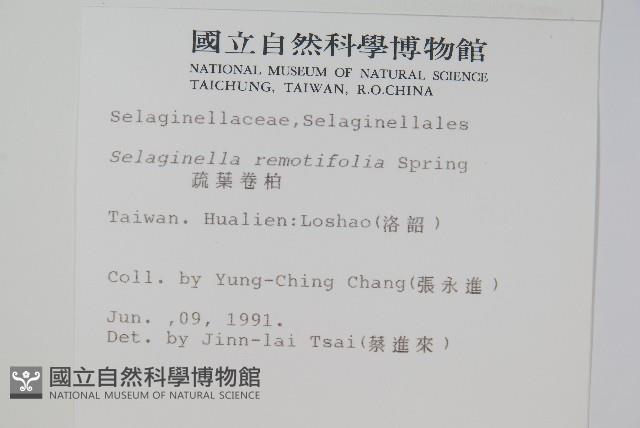 國立自然科學博物館
NATIONAL MUSEUM OF NATURAL SCIENCE
TAICHUNG, TAIWAN, R.O.CHINA
Selaginellaceae,Selaginellales
Selaginella remotifolia Spring
疏葉卷柏
Taiwan. Hualien:Loshao(洛韶)
Coll. by Yung-Ching Chang(張永進)
Jun. ,09, 1991.
Det. by Jinn-lai Tsai(蔡進來)
國立自然科學博物館
NATIONAL MUSEUM OF NATURAL SCIENCE